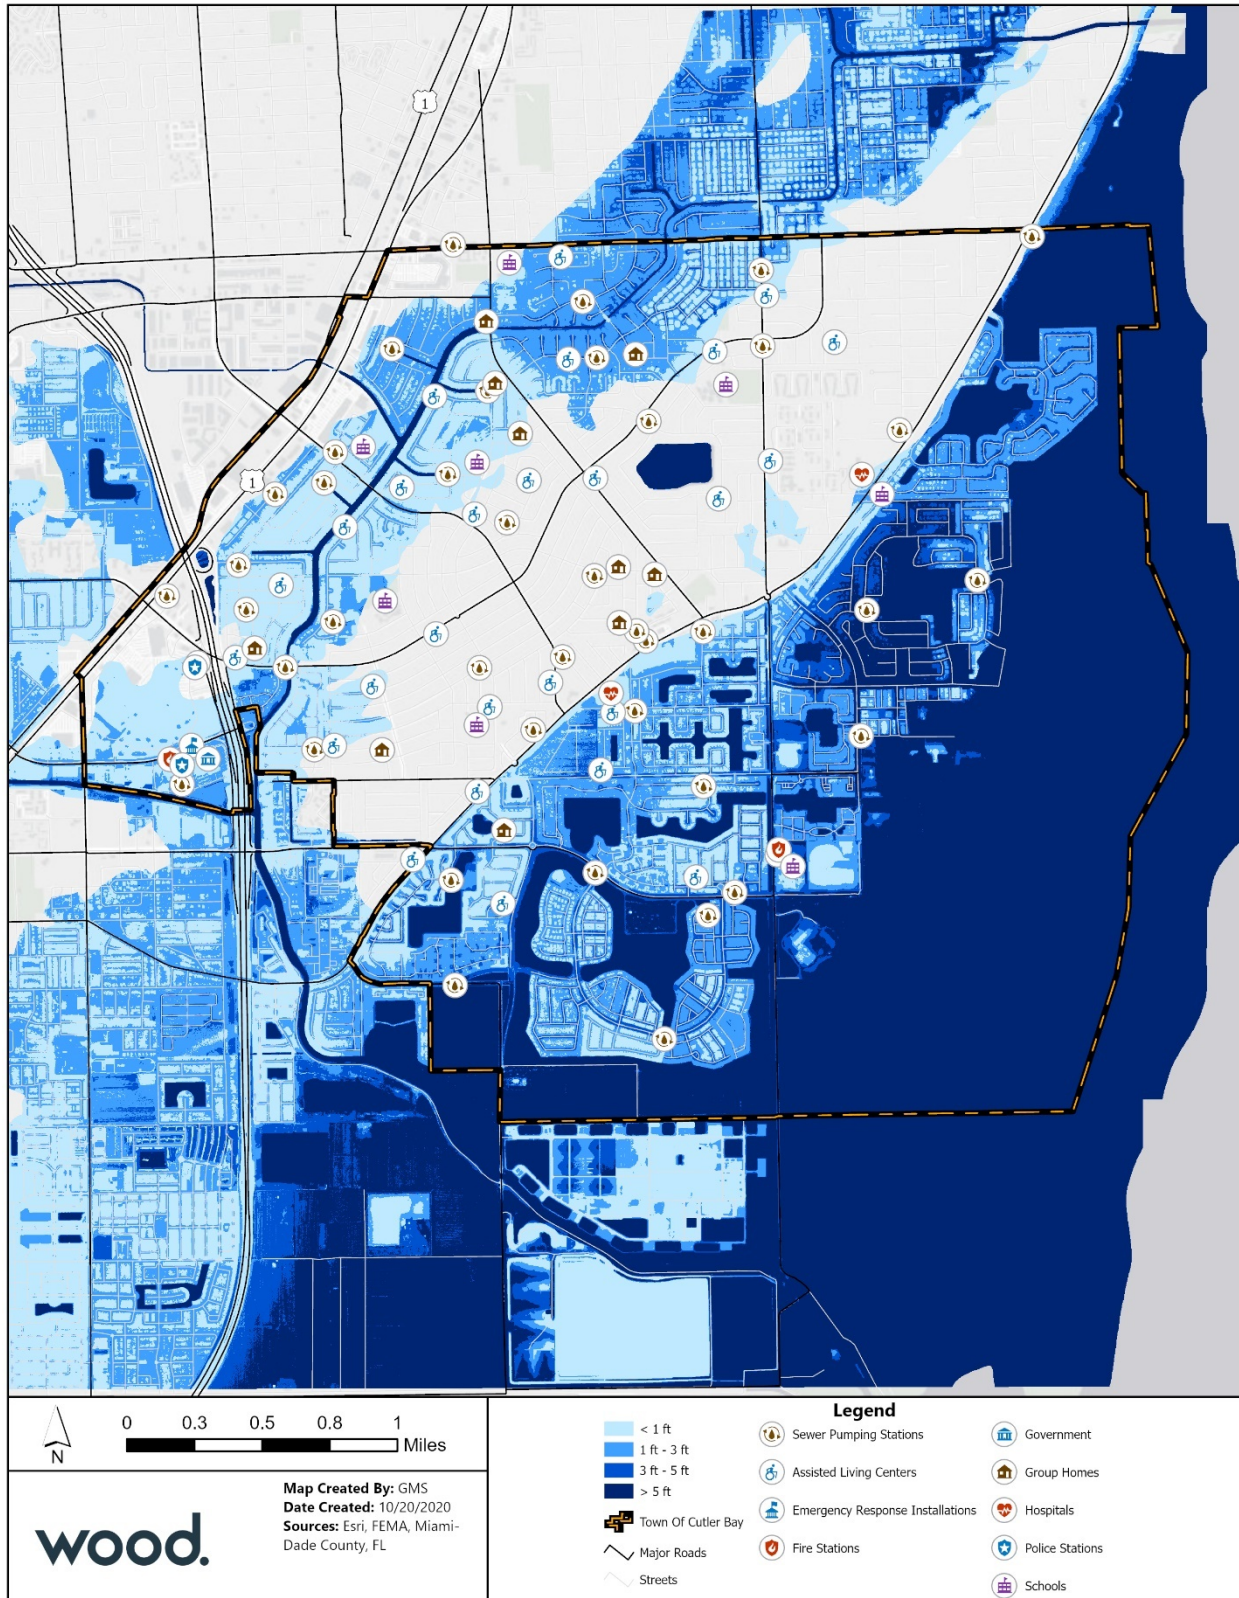 1
1
0 0.3 0.5 0.8 1
Miles
N
Map Created By: GMS
Date Created: 10/20/2020
Sources: Esri, FEMA, Miami-
Dade County, FL
wood.
Legend
< 1 ft
1 ft - 3 ft
3 ft - 5 ft
> 5 ft
Town Of Cutler Bay
Major Roads
Streets
Sewer Pumping Stations
Assisted Living Centers
Emergency Response Installations
Fire Stations
Government
Group Homes
Hospitals
Police Stations
Schools